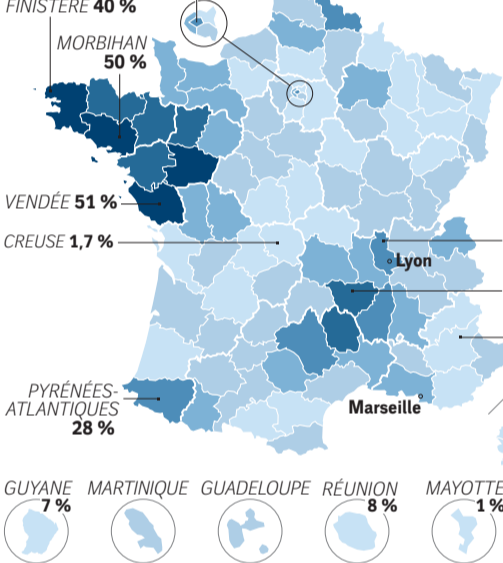 FINISTÈRE 40 %
MORBIHAN
50 %
VENDÉE 51 %
CREUSE 1,7 %
Lyon
PYRÉNÉES-
ATLANTIQUES
28 %
Marseille
GUYANE
7 %
MARTINIQUE
GUADELOUPE
RÉUNION
8 %
MAYOTTE
1 %